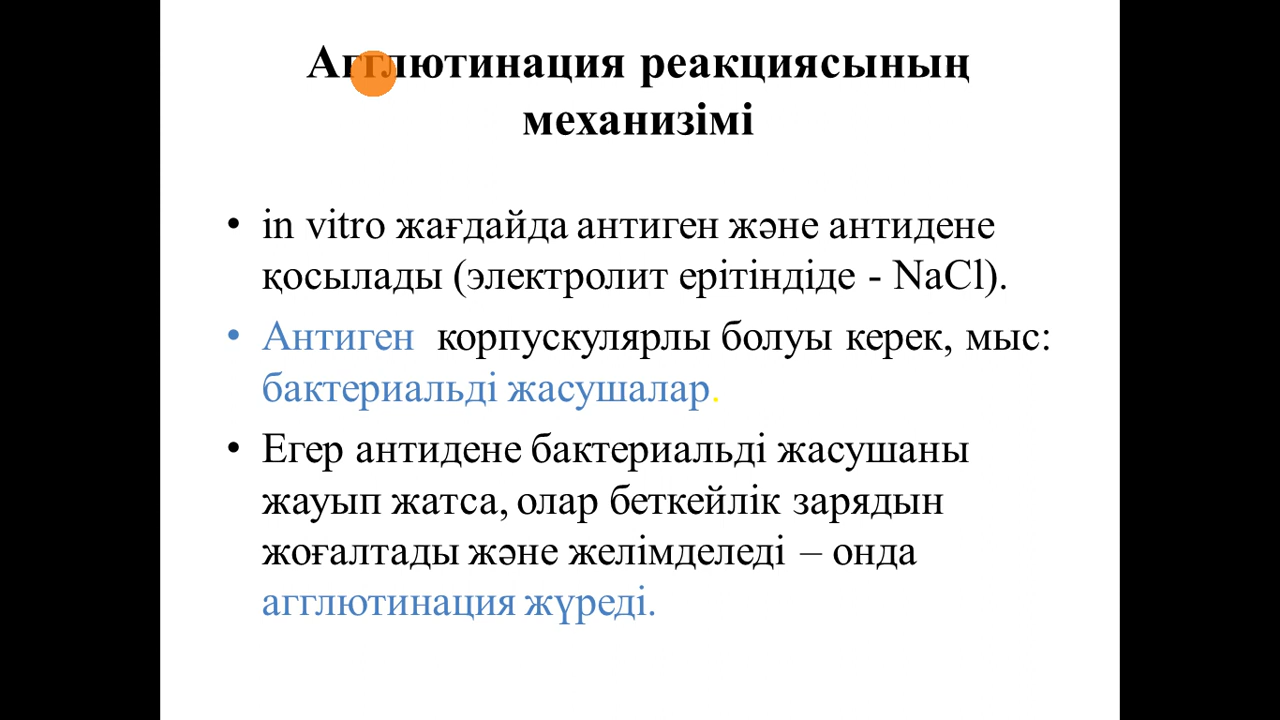 Агглютинация реакциясының
механизімі
• in vitro жағдайда антиген және антидене
қосылады (электролит ерітіндіде - NaCl).
• Антиген корпускулярлы болуы керек, мыс:
бактериальді жасушалар.
• Егер антидене бактериальді жасушаны
жауып жатса, олар беткейлік зарядын
жоғалтады және желімделеді – онда
агглютинация жүреді.